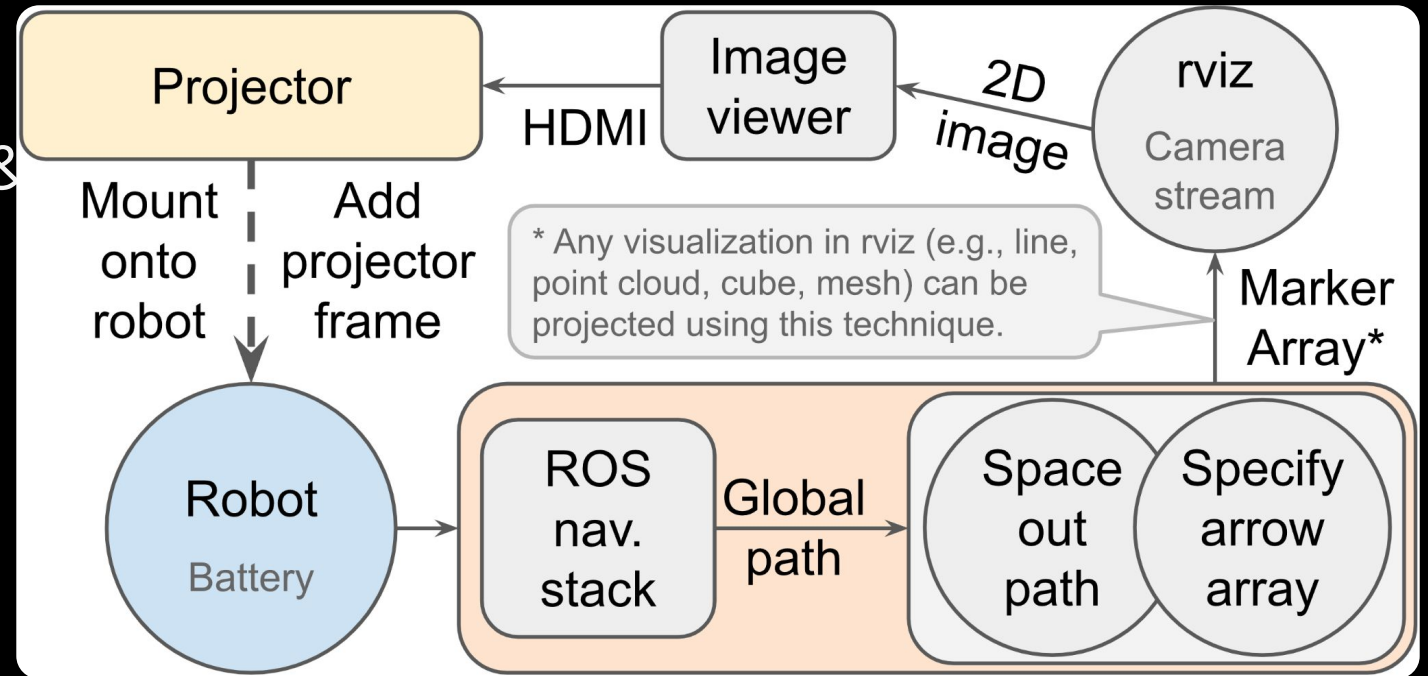 Projector
HDMI
Image
viewer
2D
image
rviz
Camera
stream
&
Mount
onto
robot
Add
projector
frame
* Any visualization in rviz (e.g., line,
point cloud, cube, mesh) can be
projected using this technique.
Marker
Array*
Robot
Battery
ROS
nav.
stack
Global
path
Space
out
path
Specify
arrow
array